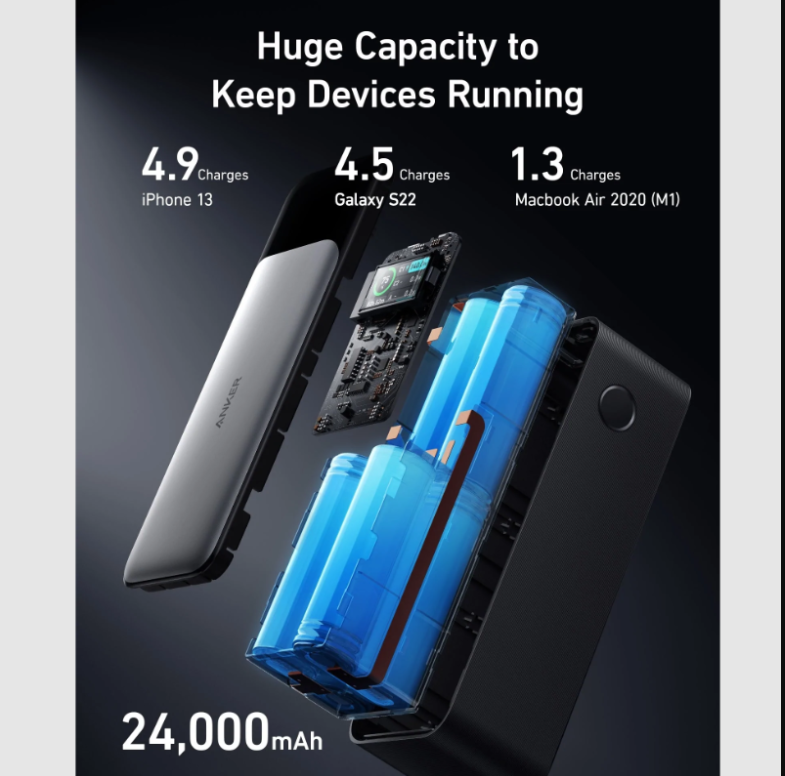 Huge Capacity to
Keep Devices Running
4.9 Charges
iPhone 13
4.5 Charges
Galaxy S22
1.3 Charges
Macbook Air 2020 (M1)
ANKER
24,000mAh